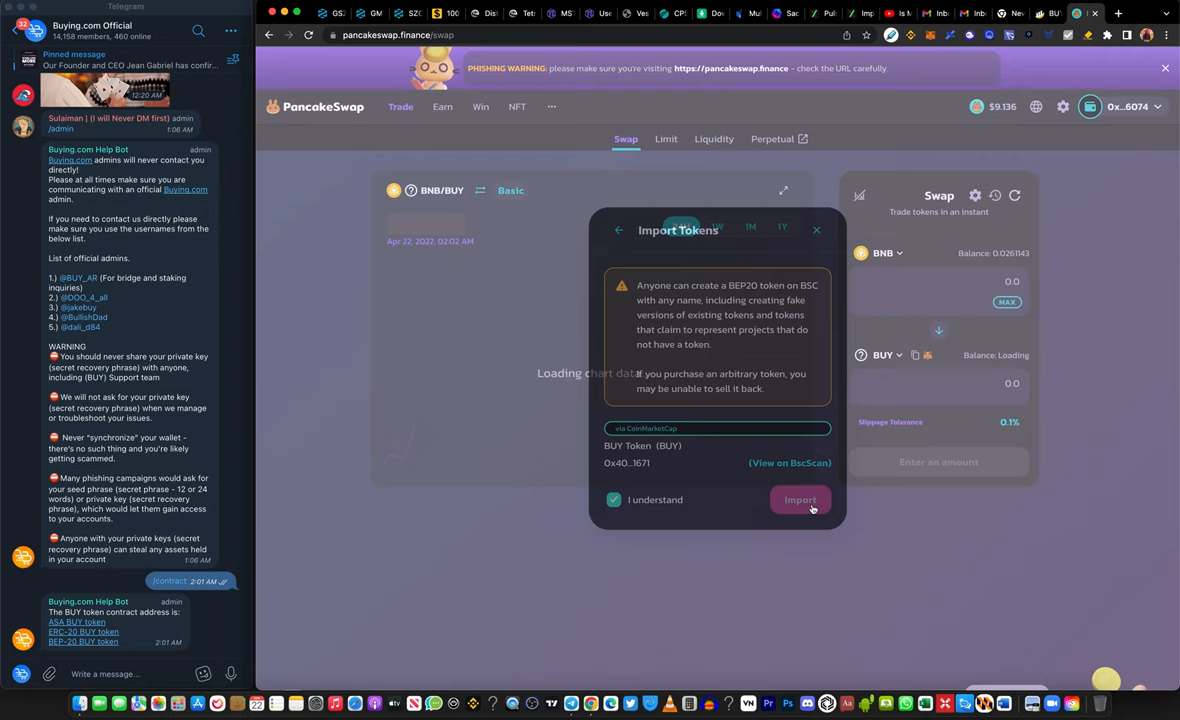 Telegram
32
Buying.com Official
14,158 members, 460 online
Pinned message
Our Founder and CEO Jean Gabriel has confir...
12:20 AM
Sulaiman | (I will Never DM first) admin
/admin
1:06 AM
Buying.com Help Bot
admin
Buying.com admins will never contact you
directly!
Please at all times make sure you are
communicating with an official Buying.com
admin.
If you need to contact us directly please
make sure you use the usernames from the
below list.
List of official admins.
1.) @BUY_AR (For bridge and staking
inquiries)
2.) @DOO_4_all
3.) @jakebuy
4.) @BullishDad
5.) @dali_d84
WARNING
You should never share your private key
(secret recovery phrase) with anyone,
including (BUY) Support team
We will not ask for your private key
(secret recovery phrase) when we manage
or troubleshoot your issues.
Never "synchronize" your wallet -
there's no such thing and you're likely
getting scammed.
Many phishing campaigns would ask for
your seed phrase (secret phrase - 12 or 24
words) or private key (secret recovery
phrase), which would let them gain access
to your accounts.
Anyone with your private keys (secret
recovery phrase) can steal any assets held
in your account
1:06 AM
/contract 2:01 AM
Buying.com Help Bot
admin
The BUY token contract address is:
ASA BUY token
ERC-20 BUY token
BEP-20 BUY token
2:01 AM
Write a message...
pancakeswap.finance/swap
PHISHING WARNING: please make sure you're visiting https://pancakeswap.finance - check the URL carefully.
PancakeSwap
Trade
Earn
Win
NFT
$9.136
0x...6074
Swap
Limit
Liquidity
Perpetual
BNB/BUY
Basic
Apr 22, 2022, 02:02 AM
1W
1M
1Y
Loading chart data
Import Tokens
Anyone can create a BEP20 token on BSC
with any name, including creating fake
versions of existing tokens and tokens
that claim to represent projects that do
not have a token.
If you purchase an arbitrary token, you
may be unable to sell it back.
via CoinMarketCap
BUY Token (BUY)
0x40...1671
(View on BscScan)
I understand
Import
Swap
Trade tokens in an instant
BNB
Balance: 0.0261143
0.0
MAX
BUY
Balance: Loading
0.0
Slippage Tolerance
0.1%
Enter an amount